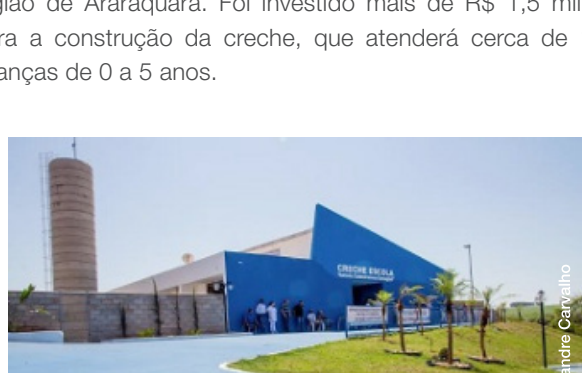 gião de Araraquara. Foi investido mais de R$ 1,5 mil
ra a construção da creche, que atenderá cerca de
anças de 0 a 5 anos.
CRECHE ESCOLA
andre Carvalho